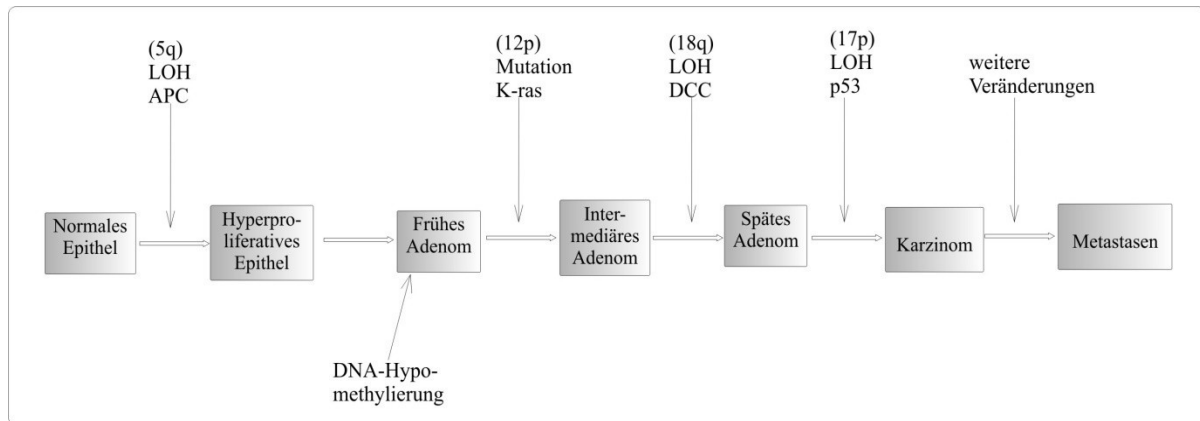 (5q)
LOH
APC
(12p)
Mutation
K-ras
(18q)
LOH
DCC
(17p)
LOH
p53
weitere
Veränderungen
Normales
Epithel
Hyperpro-
liferatives
Epithel
Frühes
Adenom
Inter-
mediäres
Adenom
Spätes
Adenom
Karzinom
Metastasen
DNA-Hypo-
methylierung